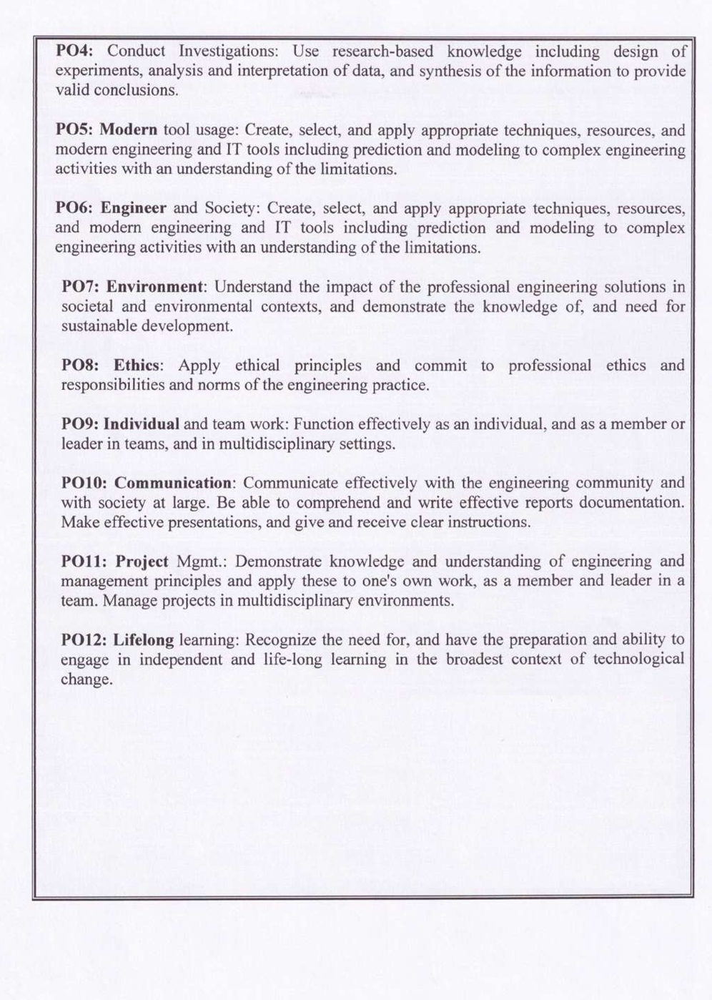 PO4: Conduct Investigations: Use research-based knowledge including design of
experiments, analysis and interpretation of data, and synthesis of the information to provide
valid conclusions.
PO5: Modern tool usage: Create, select, and apply appropriate techniques, resources, and
modern engineering and IT tools including prediction and modeling to complex engineering
activities with an understanding of the limitations.
PO6: Engineer and Society: Create, select, and apply appropriate techniques, resources,
and modern engineering and IT tools including prediction and modeling to complex
engineering activities with an understanding of the limitations.
PO7: Environment: Understand the impact of the professional engineering solutions in
societal and environmental contexts, and demonstrate the knowledge of, and need for
sustainable development.
PO8: Ethics: Apply ethical principles and commit to professional ethics and
responsibilities and norms of the engineering practice.
PO9: Individual and team work: Function effectively as an individual, and as a member or
leader in teams, and in multidisciplinary settings.
PO10: Communication: Communicate effectively with the engineering community and
with society at large. Be able to comprehend and write effective reports documentation.
Make effective presentations, and give and receive clear instructions.
PO11: Project Mgmt.: Demonstrate knowledge and understanding of engineering and
management principles and apply these to one's own work, as a member and leader in a
team. Manage projects in multidisciplinary environments.
PO12: Lifelong learning: Recognize the need for, and have the preparation and ability to
engage in independent and life-long learning in the broadest context of technological
change.